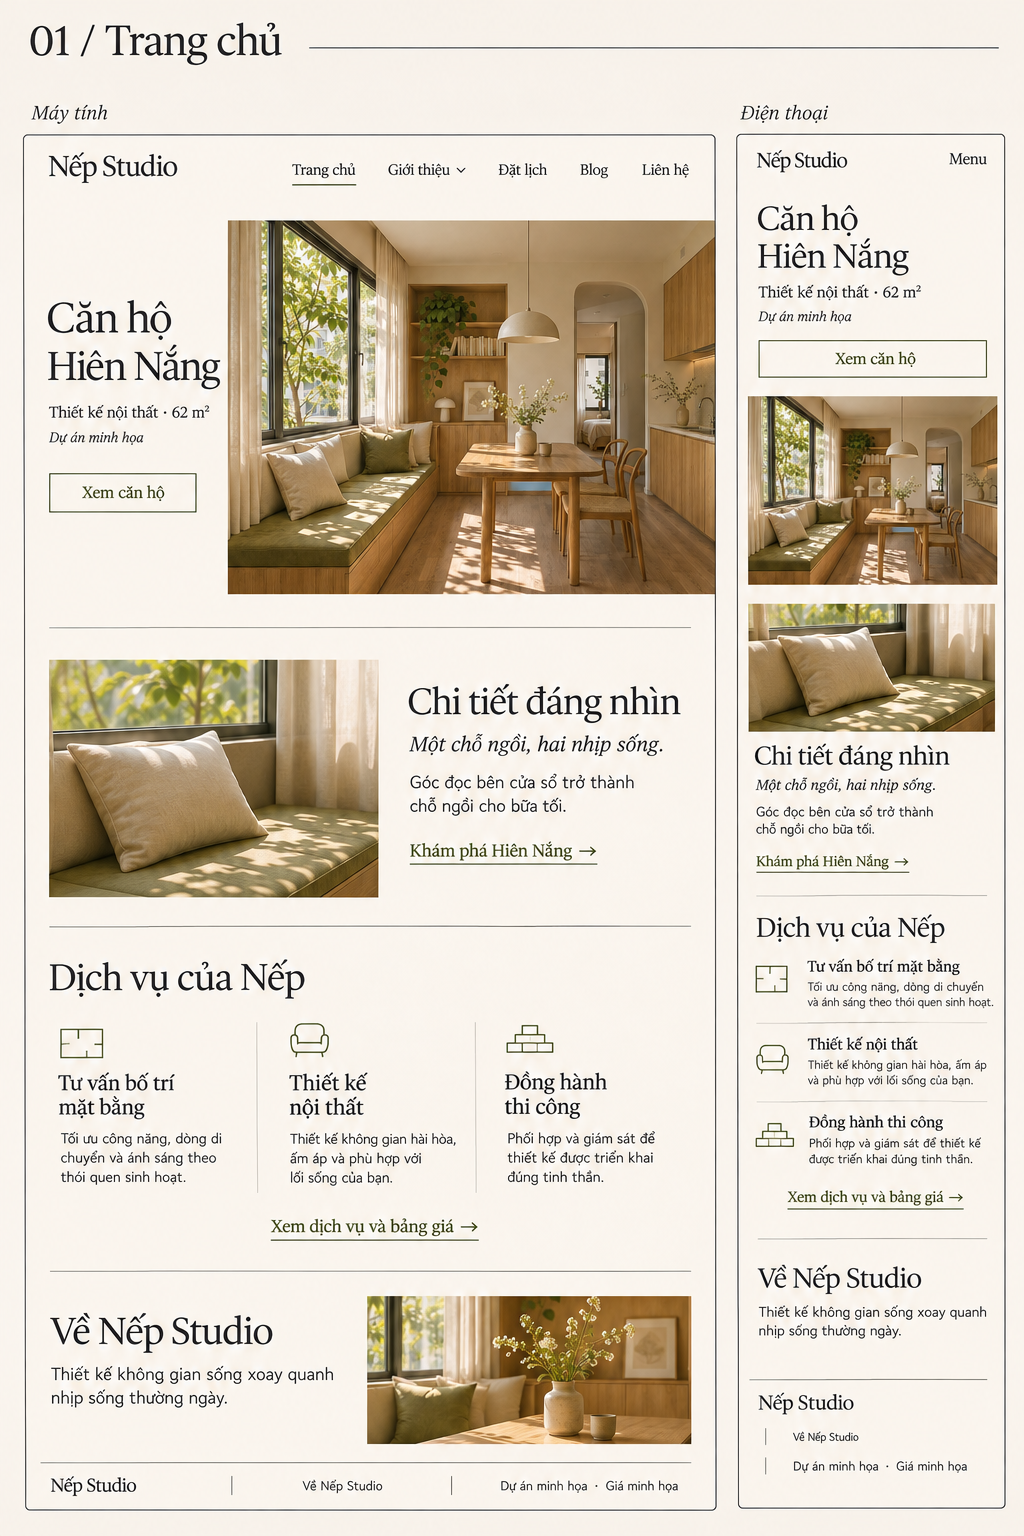 01 / Trang chủ
Máy tính
Nếp Studio
Trang chủ
Giới thiệu
Đặt lịch
Blog
Liên hệ
Căn hộ
Hiên Nắng
Thiết kế nội thất · 62 m²
Dự án minh họa
Xem căn hộ
Chi tiết đáng nhìn
Một chỗ ngồi, hai nhịp sống.
Góc đọc bên cửa sổ trở thành
chỗ ngồi cho bữa tối.
Khám phá Hiên Nắng →
Dịch vụ của Nếp
Tư vấn bố trí
mặt bằng
Tối ưu công năng, dòng di
chuyển và ánh sáng theo
thói quen sinh hoạt.
Thiết kế
nội thất
Thiết kế không gian hài hòa,
ấm áp và phù hợp với
lối sống của bạn.
Đồng hành
thi công
Phối hợp và giám sát để
thiết kế được triển khai
đúng tinh thần.
Xem dịch vụ và bảng giá →
Về Nếp Studio
Thiết kế không gian sống xoay quanh
nhịp sống thường ngày.
Nếp Studio
Về Nếp Studio
Dự án minh họa · Giá minh họa
Điện thoại
Nếp Studio
Menu
Căn hộ
Hiên Nắng
Thiết kế nội thất · 62 m²
Dự án minh họa
Xem căn hộ
Chi tiết đáng nhìn
Một chỗ ngồi, hai nhịp sống.
Góc đọc bên cửa sổ trở thành
chỗ ngồi cho bữa tối.
Khám phá Hiên Nắng →
Dịch vụ của Nếp
Tư vấn bố trí mặt bằng
Tối ưu công năng, dòng di chuyển
và ánh sáng theo thói quen sinh hoạt.
Thiết kế nội thất
Thiết kế không gian hài hòa, ấm áp
và phù hợp với lối sống của bạn.
Đồng hành thi công
Phối hợp và giám sát để thiết kế
được triển khai đúng tinh thần.
Xem dịch vụ và bảng giá →
Về Nếp Studio
Thiết kế không gian sống xoay quanh
nhịp sống thường ngày.
Nếp Studio
Về Nếp Studio
Dự án minh họa · Giá minh họa